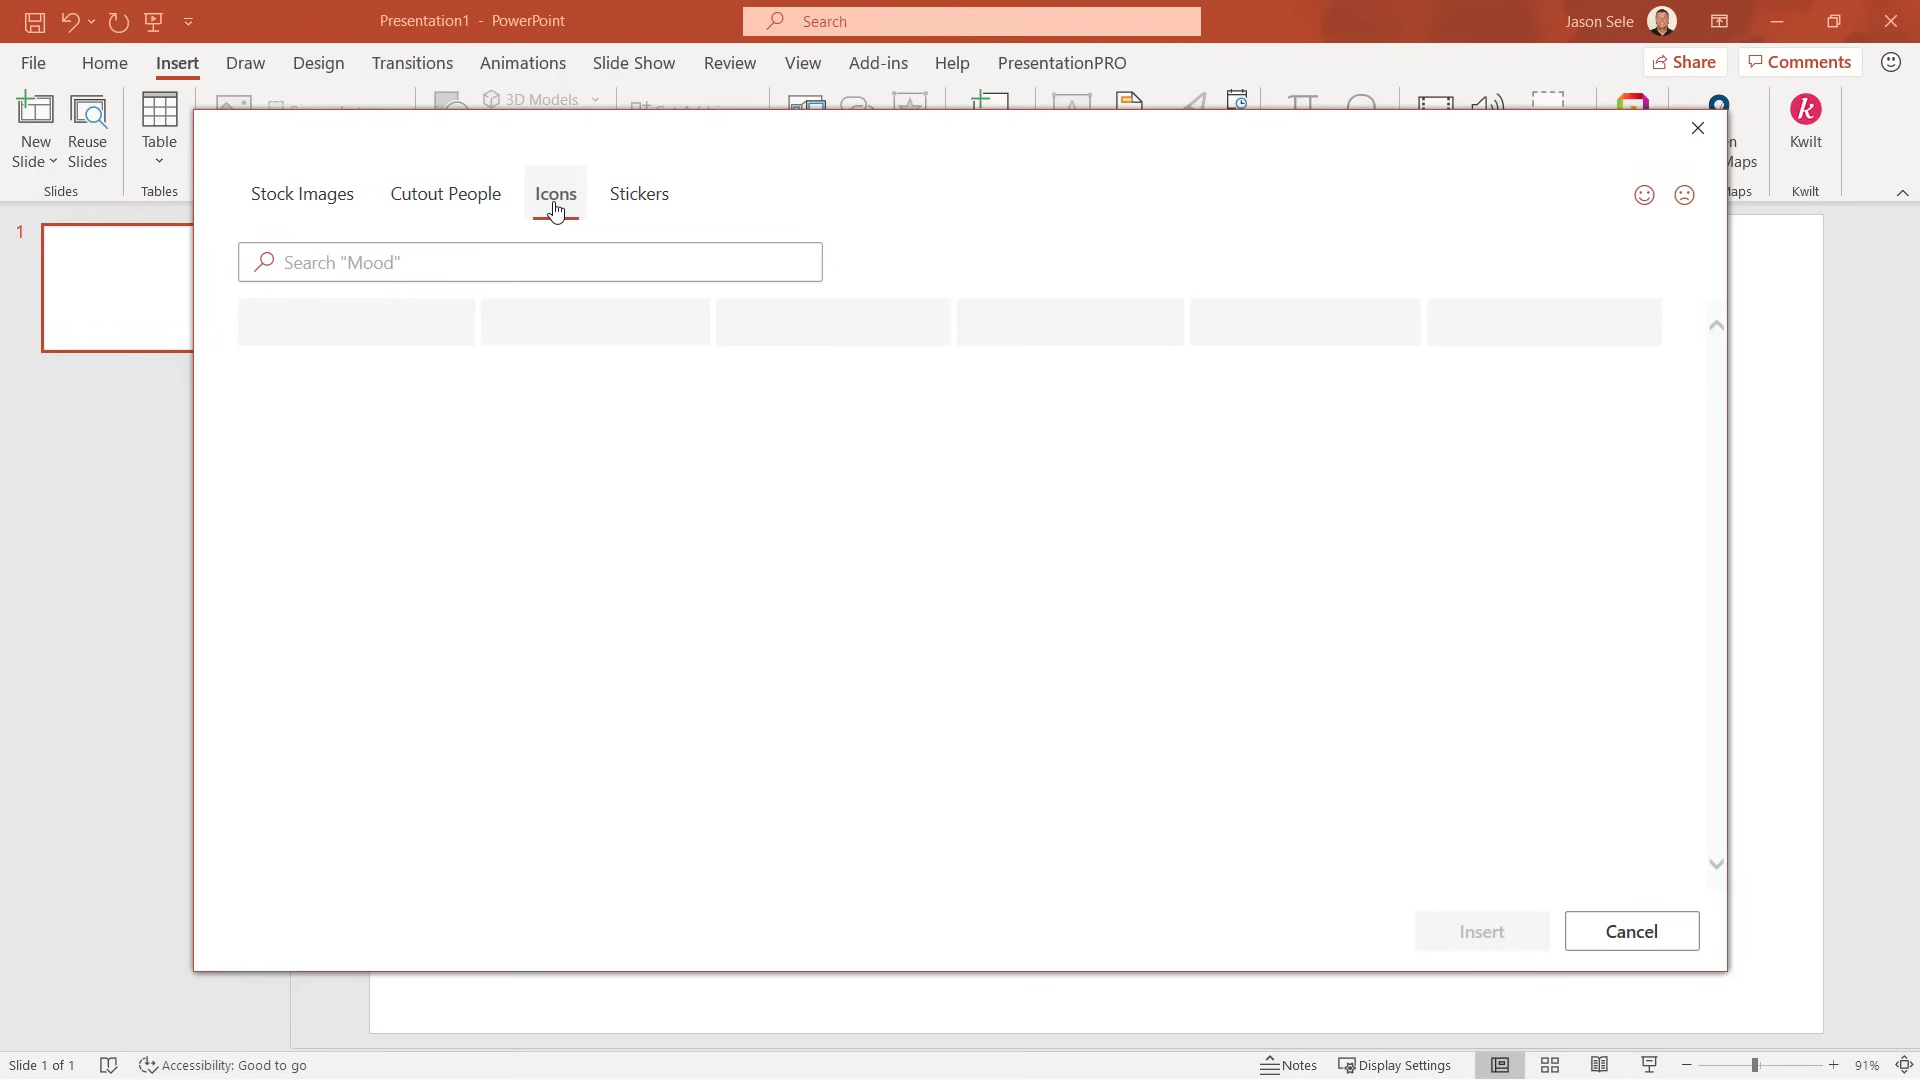 Presentation1 - PowerPoint
Search
Jason Sele
File Home Insert Draw Design Transitions Animations Slide Show Review View Add-ins Help PresentationPRO
Share
Comments
New Slide
Reuse Slides
Table
3D Models
Kwilt
Slides
Tables
Kwilt
Stock Images Cutout People Icons Stickers
Search "Mood"
1
Insert
Cancel
Slide 1 of 1
Accessibility: Good to go
Notes
Display Settings
91%